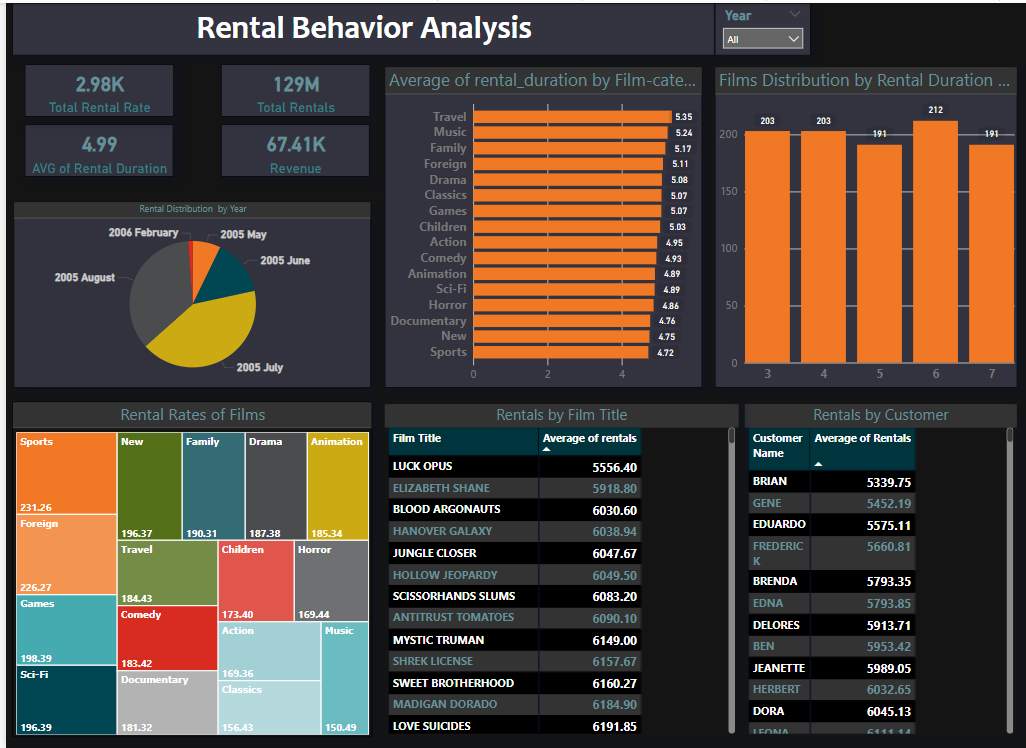 Rental Behavior Analysis
Year
All
2.98K
Total Rental Rate
129M
Total Rentals
4.99
AVG of Rental Duration
67.41K
Revenue
Rental Distribution by Year
2006 February
2005 May
2005 June
2005 August
2005 July
Average of rental_duration by Film-cate...
Travel 5.35
Music 5.24
Family 5.17
Foreign 5.11
Drama 5.08
Classics 5.07
Games 5.07
Children 5.03
Action 4.95
Comedy 4.93
Animation 4.89
Sci-Fi 4.89
Horror 4.86
Documentary 4.76
New 4.75
Sports 4.72
0 2 4
Films Distribution by Rental Duration ...
212
203 203 191 191
200
150
100
50
0
3 4 5 6 7
Rental Rates of Films
Sports
231.26
Foreign
226.27
Games
198.39
Sci-Fi
196.39
New
196.37
Family
190.31
Drama
187.38
Animation
185.34
Travel
184.43
Comedy
183.42
Documentary
181.32
Children
173.40
Horror
169.44
Action
169.36
Classics
156.43
Music
150.49
Rentals by Film Title
Film Title Average of rentals
LUCK OPUS 5556.40
ELIZABETH SHANE 5918.80
BLOOD ARGONAUTS 6030.60
HANOVER GALAXY 6038.94
JUNGLE CLOSER 6047.67
HOLLOW JEOPARDY 6049.50
SCISSORHANDS SLUMS 6083.20
ANTITRUST TOMATOES 6090.10
MYSTIC TRUMAN 6149.00
SHREK LICENSE 6157.67
SWEET BROTHERHOOD 6160.27
MADIGAN DORADO 6184.90
LOVE SUICIDES 6191.85
Rentals by Customer
Customer Average of Rentals
Name
BRIAN 5339.75
GENE 5452.19
EDUARDO 5575.11
FREDERIC 5660.81
K
BRENDA 5793.35
EDNA 5793.85
DELORES 5913.71
BEN 5953.42
JEANETTE 5989.05
HERBERT 6032.65
DORA 6045.13
LEONA 6111.14